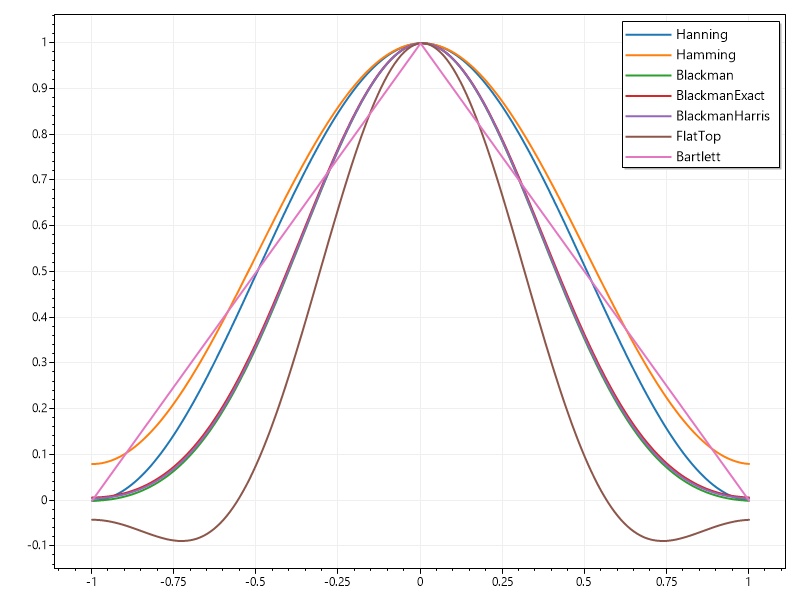 Hanning
Hamming
Blackman
BlackmanExact
BlackmanHarris
FlatTop
Bartlett
1
0.9
0.8
0.7
0.6
0.5
0.4
0.3
0.2
0.1
0
-0.1
-1 -0.75 -0.5 -0.25 0 0.25 0.5 0.75 1